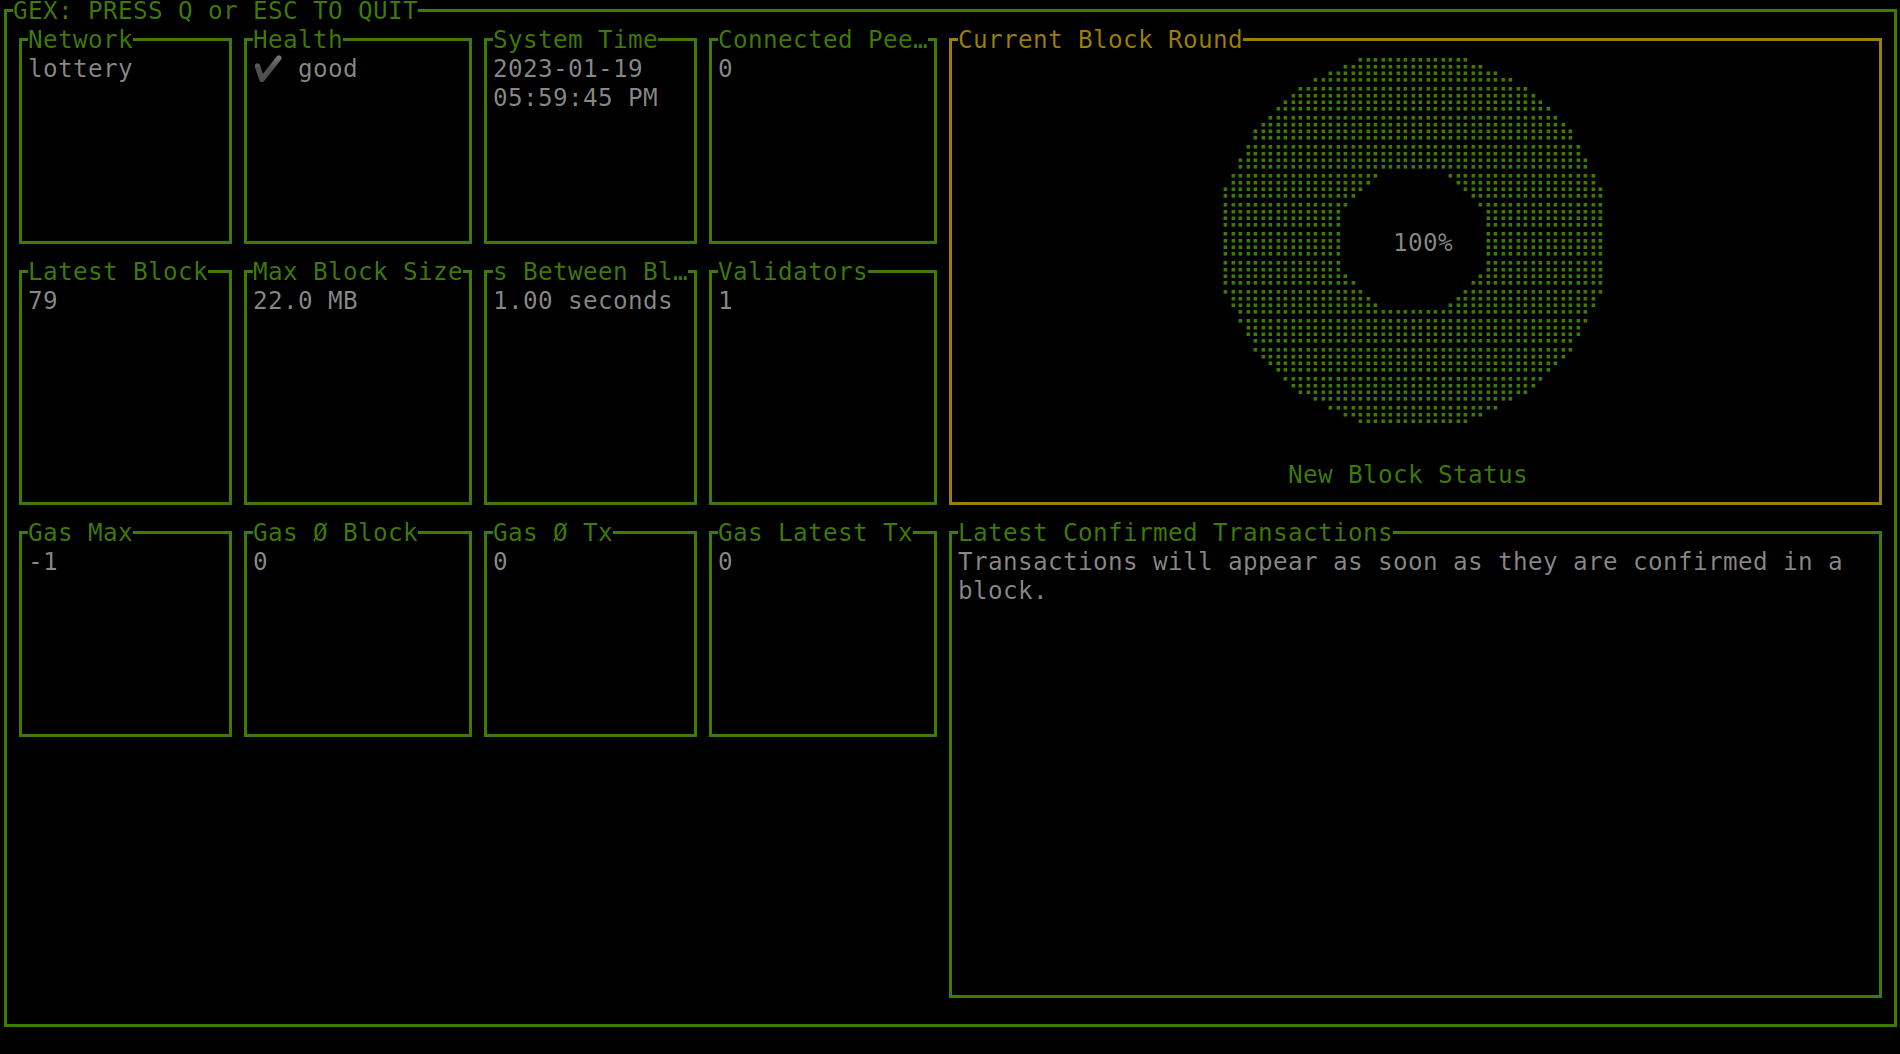 GEX: PRESS Q or ESC TO QUIT
Network
lottery
Health
✔ good
System Time
2023-01-19
05:59:45 PM
Connected Pee…
0
Current Block Round
100%
New Block Status
Latest Block
79
Max Block Size
22.0 MB
s Between Bl…
1.00 seconds
Validators
1
Gas Max
-1
Gas Ø Block
0
Gas Ø Tx
0
Gas Latest Tx
0
Latest Confirmed Transactions
Transactions will appear as soon as they are confirmed in a
block.